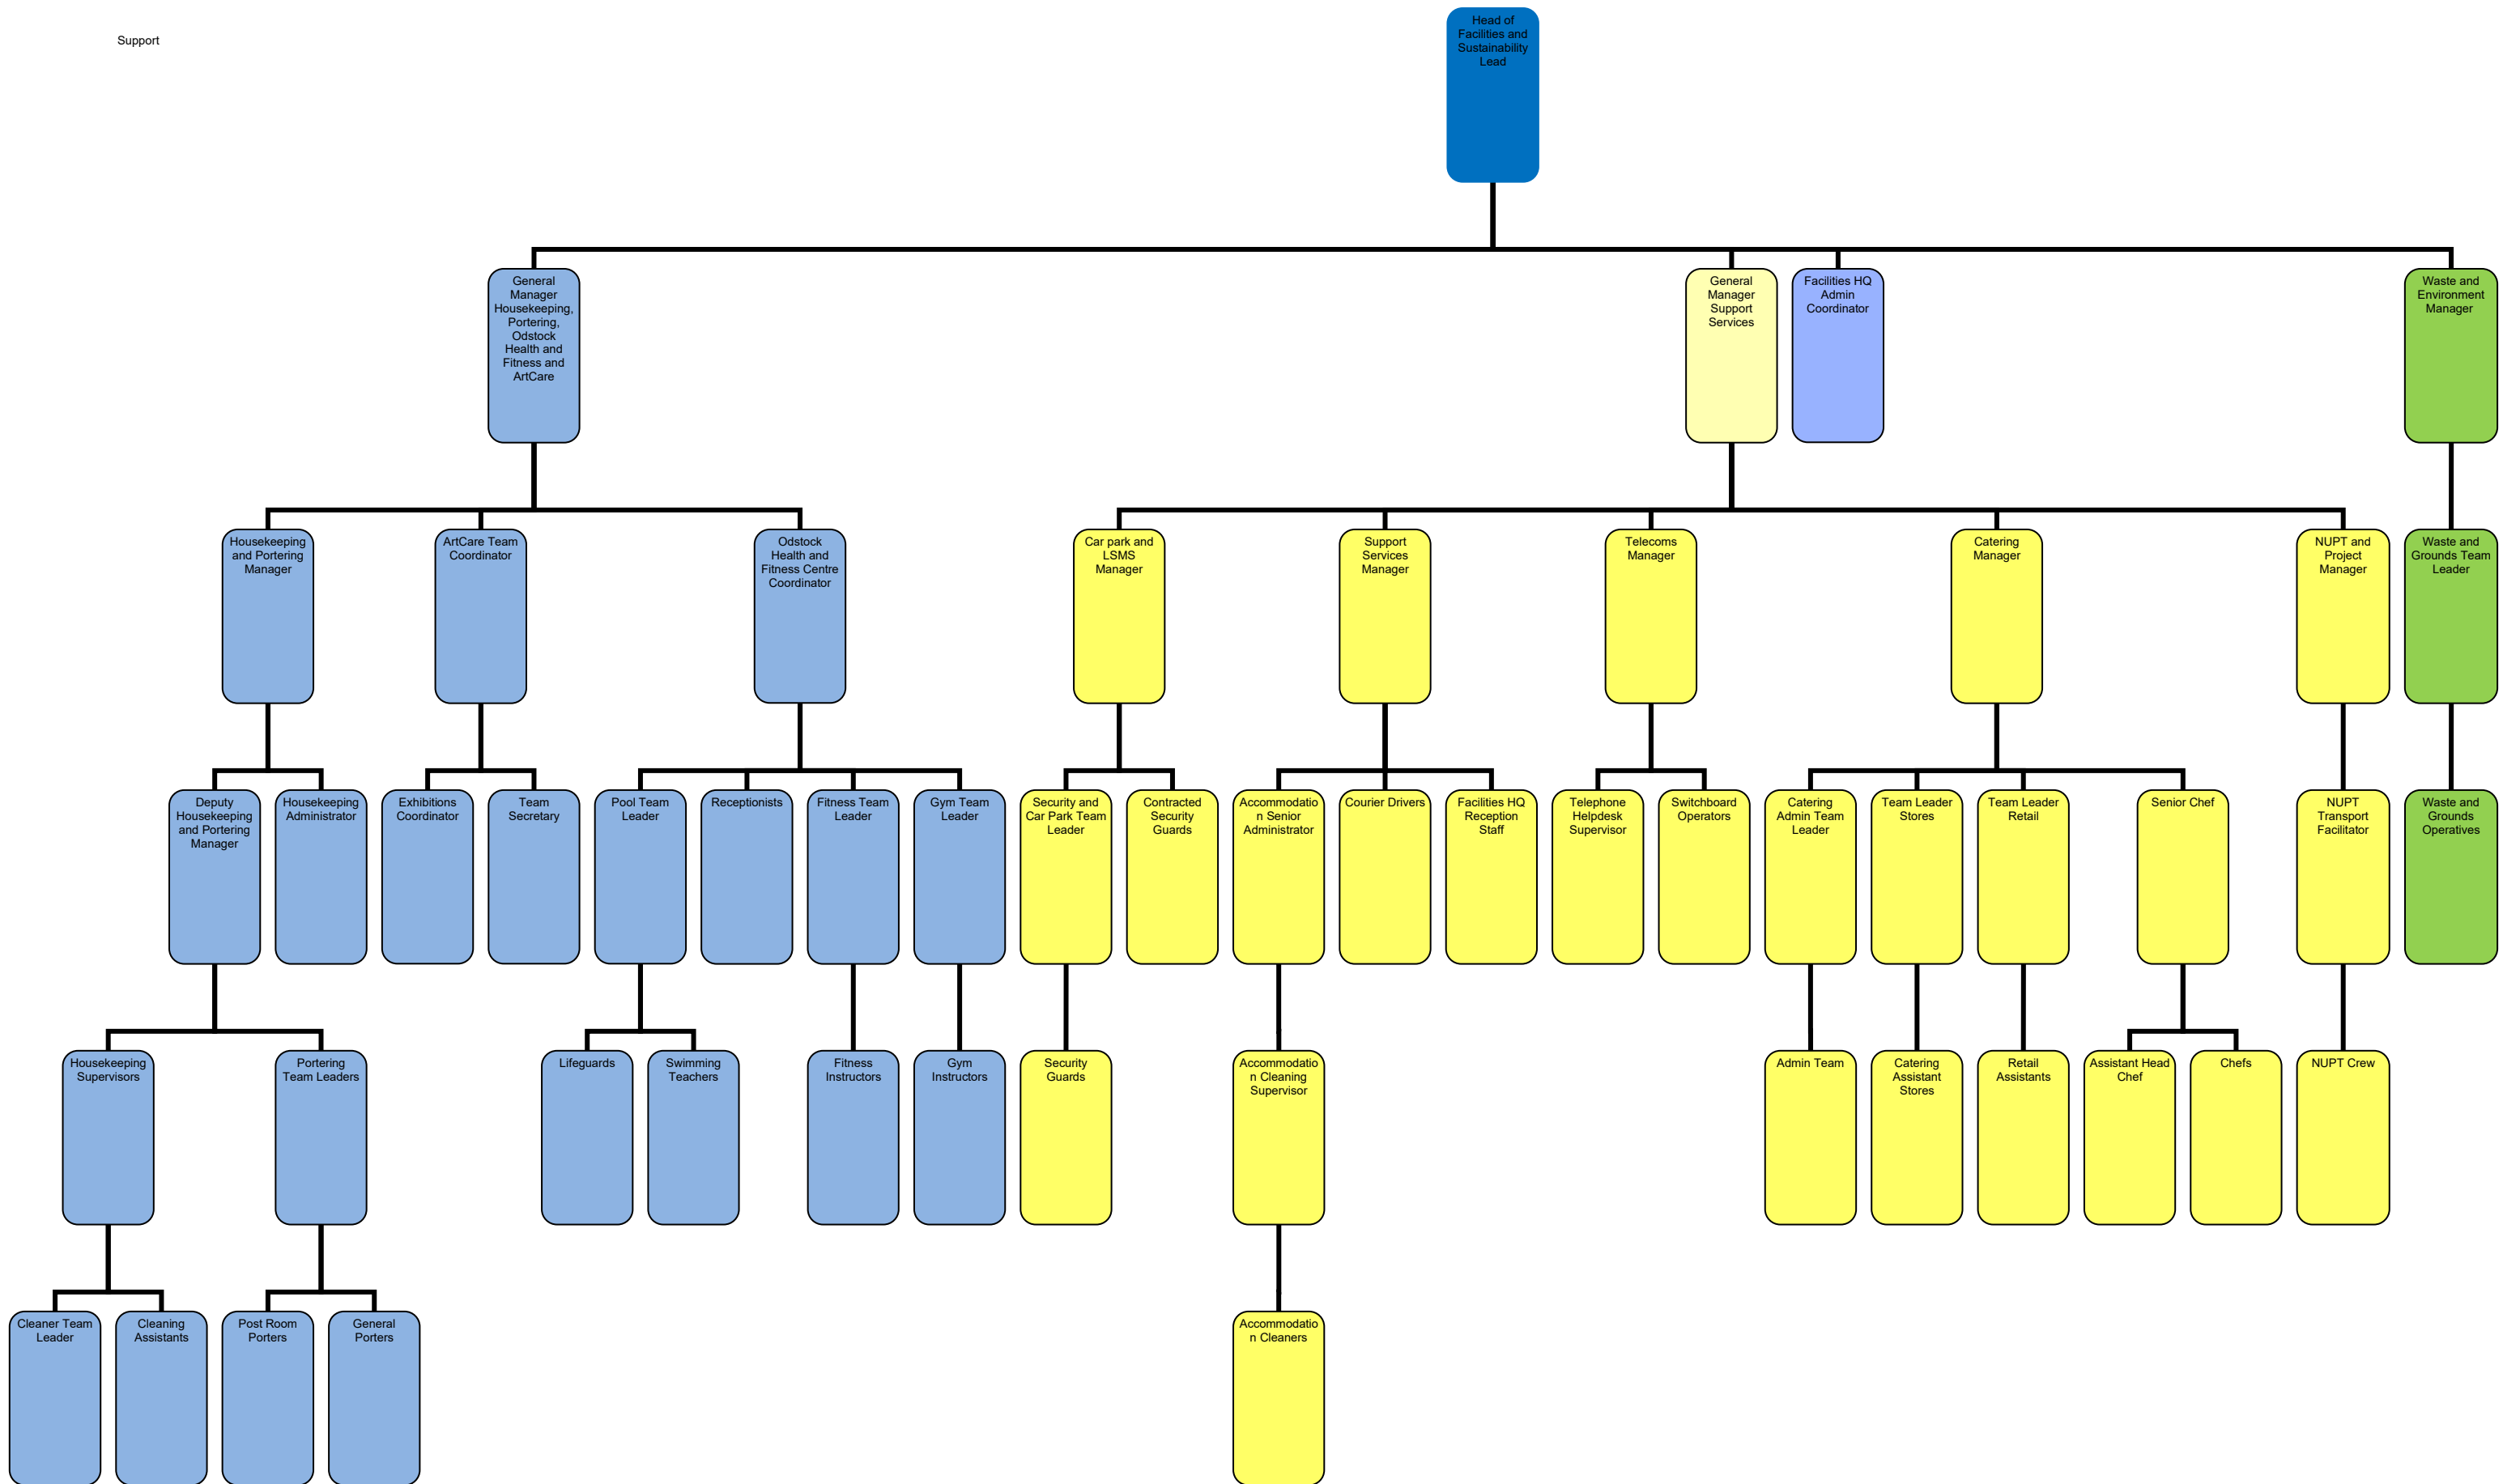 Support
Head of
Facilities and
Sustainability
Lead
General
Manager
Housekeeping,
Portering,
Odstock
Health and
Fitness and
ArtCare
General
Manager
Support
Services
Facilities HQ
Admin
Coordinator
Waste and
Environment
Manager
Housekeeping
and Portering
Manager
ArtCare Team
Coordinator
Odstock
Health and
Fitness Centre
Coordinator
Car park and
LSMS
Manager
Support
Services
Manager
Telecoms
Manager
Catering
Manager
NUPT and
Project
Manager
Waste and
Grounds Team
Leader
Deputy
Housekeeping
and Portering
Manager
Housekeeping
Administrator
Exhibitions
Coordinator
Team
Secretary
Pool Team
Leader
Receptionists
Fitness Team
Leader
Gym Team
Leader
Security and
Car Park Team
Leader
Contracted
Security
Guards
Accommodatio
n Senior
Administrator
Courier Drivers
Facilities HQ
Reception
Staff
Telephone
Helpdesk
Supervisor
Switchboard
Operators
Catering
Admin Team
Leader
Team Leader
Stores
Team Leader
Retail
Senior Chef
NUPT
Transport
Facilitator
Waste and
Grounds
Operatives
Housekeeping
Supervisors
Portering
Team Leaders
Lifeguards
Swimming
Teachers
Fitness
Instructors
Gym
Instructors
Security
Guards
Accommodatio
n Cleaning
Supervisor
Admin Team
Catering
Assistant
Stores
Retail
Assistants
Assistant Head
Chef
Chefs
NUPT Crew
Cleaner Team
Leader
Cleaning
Assistants
Post Room
Porters
General
Porters
Accommodatio
n Cleaners